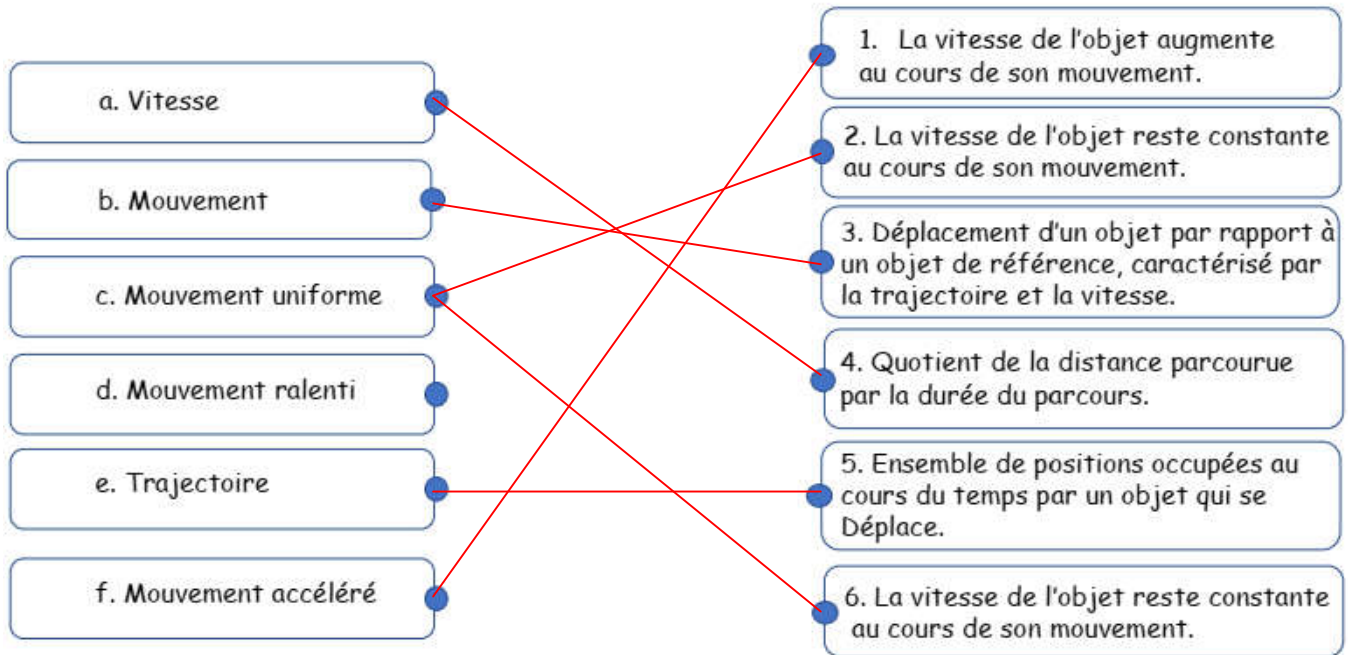 a. Vitesse
b. Mouvement
c. Mouvement uniforme
d. Mouvement ralenti
e. Trajectoire
f. Mouvement accéléré
1. La vitesse de l'objet augmente
au cours de son mouvement.
2. La vitesse de l'objet reste constante
au cours de son mouvement.
3. Déplacement d'un objet par rapport à
un objet de référence, caractérisé par
la trajectoire et la vitesse.
4. Quotient de la distance parcourue
par la durée du parcours.
5. Ensemble de positions occupées au
cours du temps par un objet qui se
Déplace.
6. La vitesse de l'objet reste constante
au cours de son mouvement.